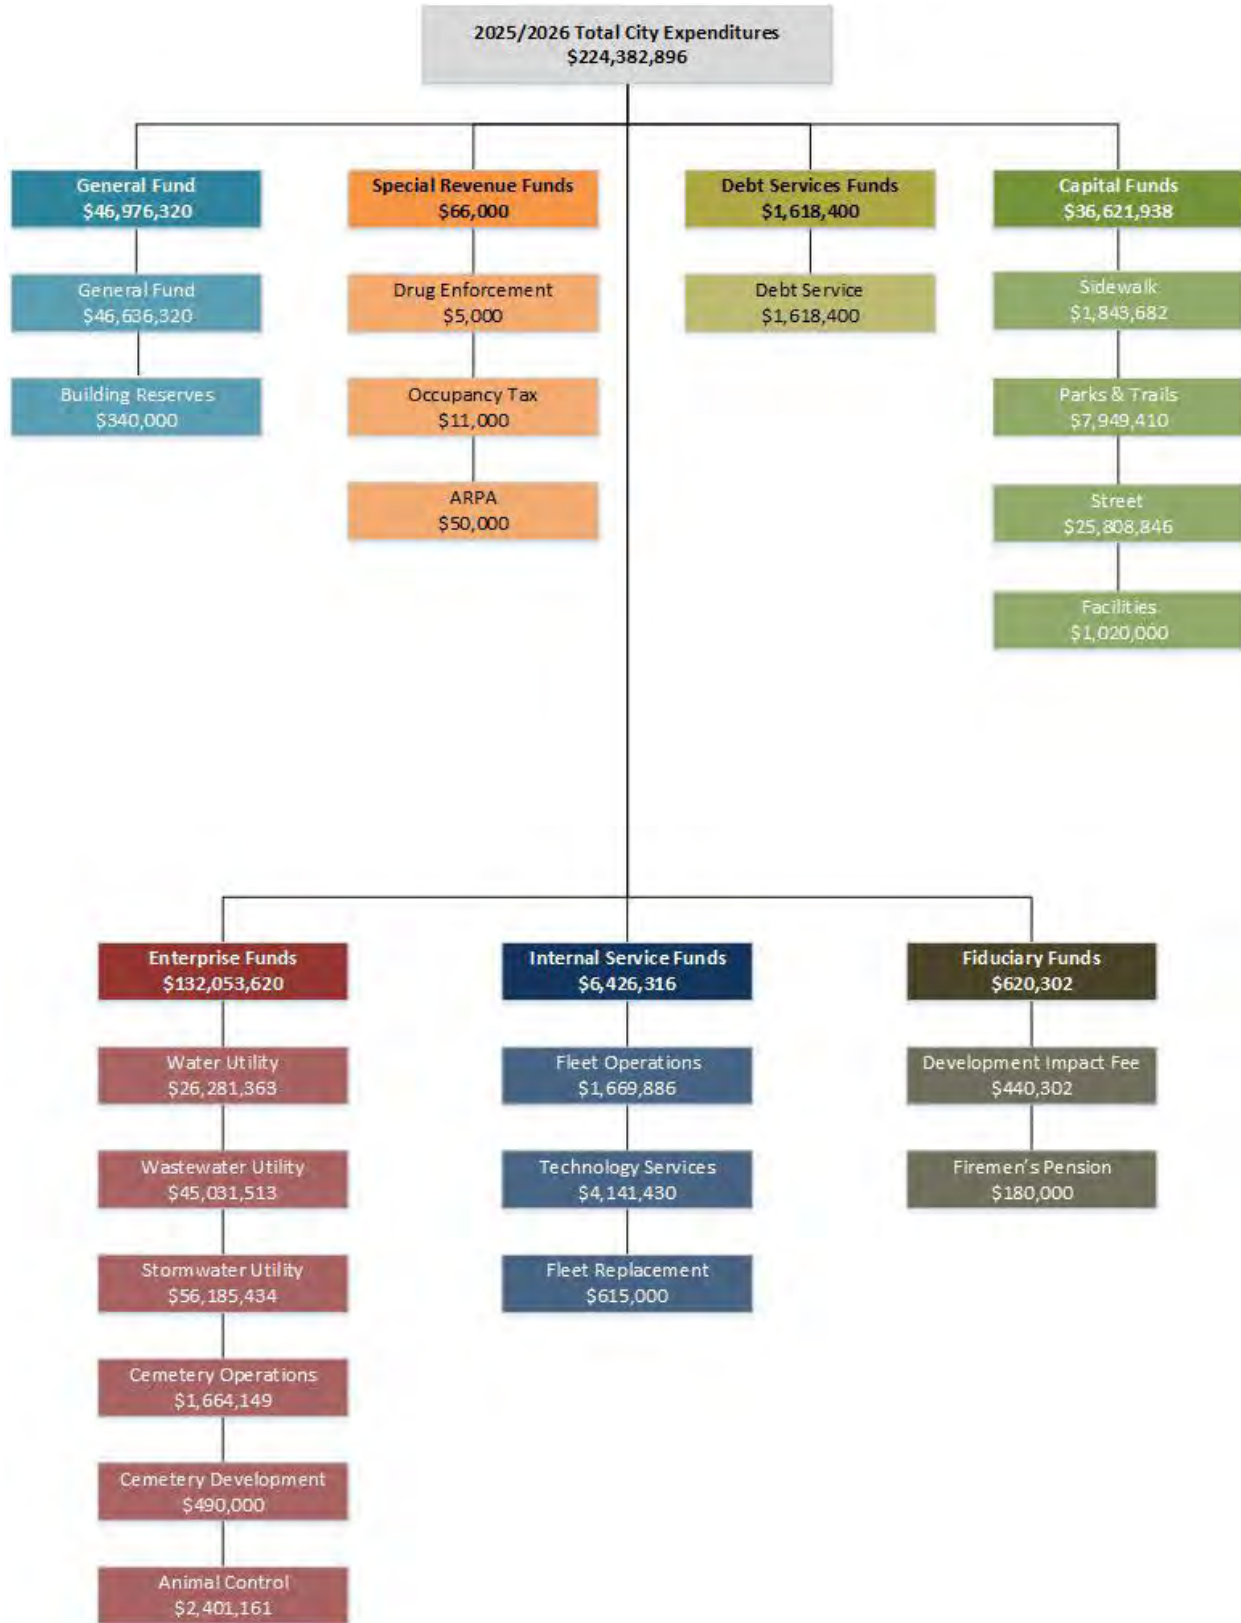 2025/2026 Total City Expenditures
$224,382,896
General Fund
$46,976,320
General Fund
$46,636,320
Building Reserves
$340,000
Special Revenue Funds
$66,000
Drug Enforcement
$5,000
Occupancy Tax
$11,000
ARPA
$50,000
Debt Services Funds
$1,618,400
Debt Service
$1,618,400
Capital Funds
$36,621,938
Sidewalk
$1,843,682
Parks & Trails
$7,949,410
Street
$25,808,846
Facilities
$1,020,000
Enterprise Funds
$132,053,620
Water Utility
$26,281,363
Wastewater Utility
$45,031,513
Stormwater Utility
$56,185,434
Cemetery Operations
$1,664,149
Cemetery Development
$490,000
Animal Control
$2,401,161
Internal Service Funds
$6,426,316
Fleet Operations
$1,669,886
Technology Services
$4,141,430
Fleet Replacement
$615,000
Fiduciary Funds
$620,302
Development Impact Fee
$440,302
Firemen's Pension
$180,000